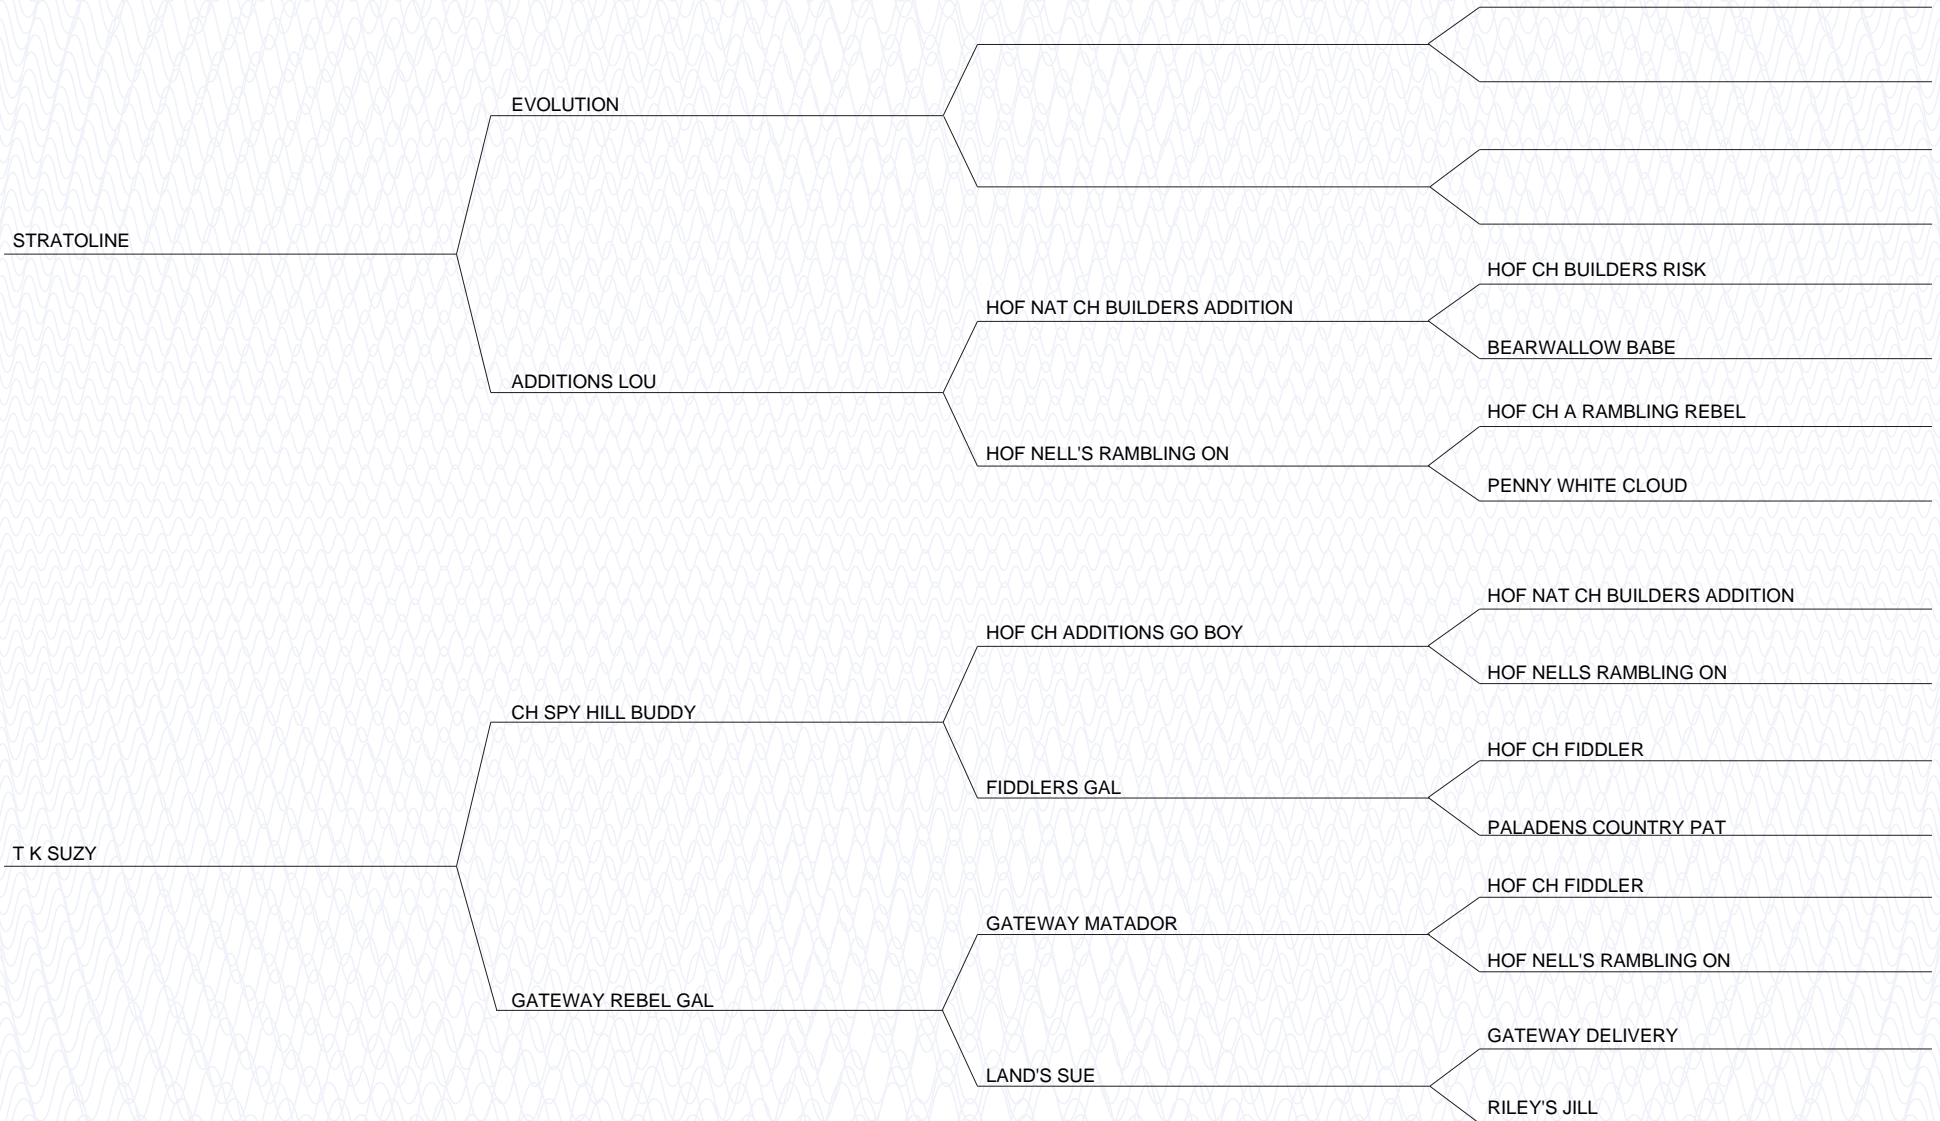 EVOLUTION
STRATOLINE
HOF CH BUILDERS RISK
HOF NAT CH BUILDERS ADDITION
BEARWALLOW BABE
ADDITIONS LOU
HOF CH A RAMBLING REBEL
HOF NELL'S RAMBLING ON
PENNY WHITE CLOUD
HOF NAT CH BUILDERS ADDITION
HOF CH ADDITIONS GO BOY
HOF NELLS RAMBLING ON
CH SPY HILL BUDDY
HOF CH FIDDLER
FIDDLERS GAL
PALADENS COUNTRY PAT
T K SUZY
HOF CH FIDDLER
GATEWAY MATADOR
HOF NELL'S RAMBLING ON
GATEWAY REBEL GAL
GATEWAY DELIVERY
LAND'S SUE
RILEY'S JILL